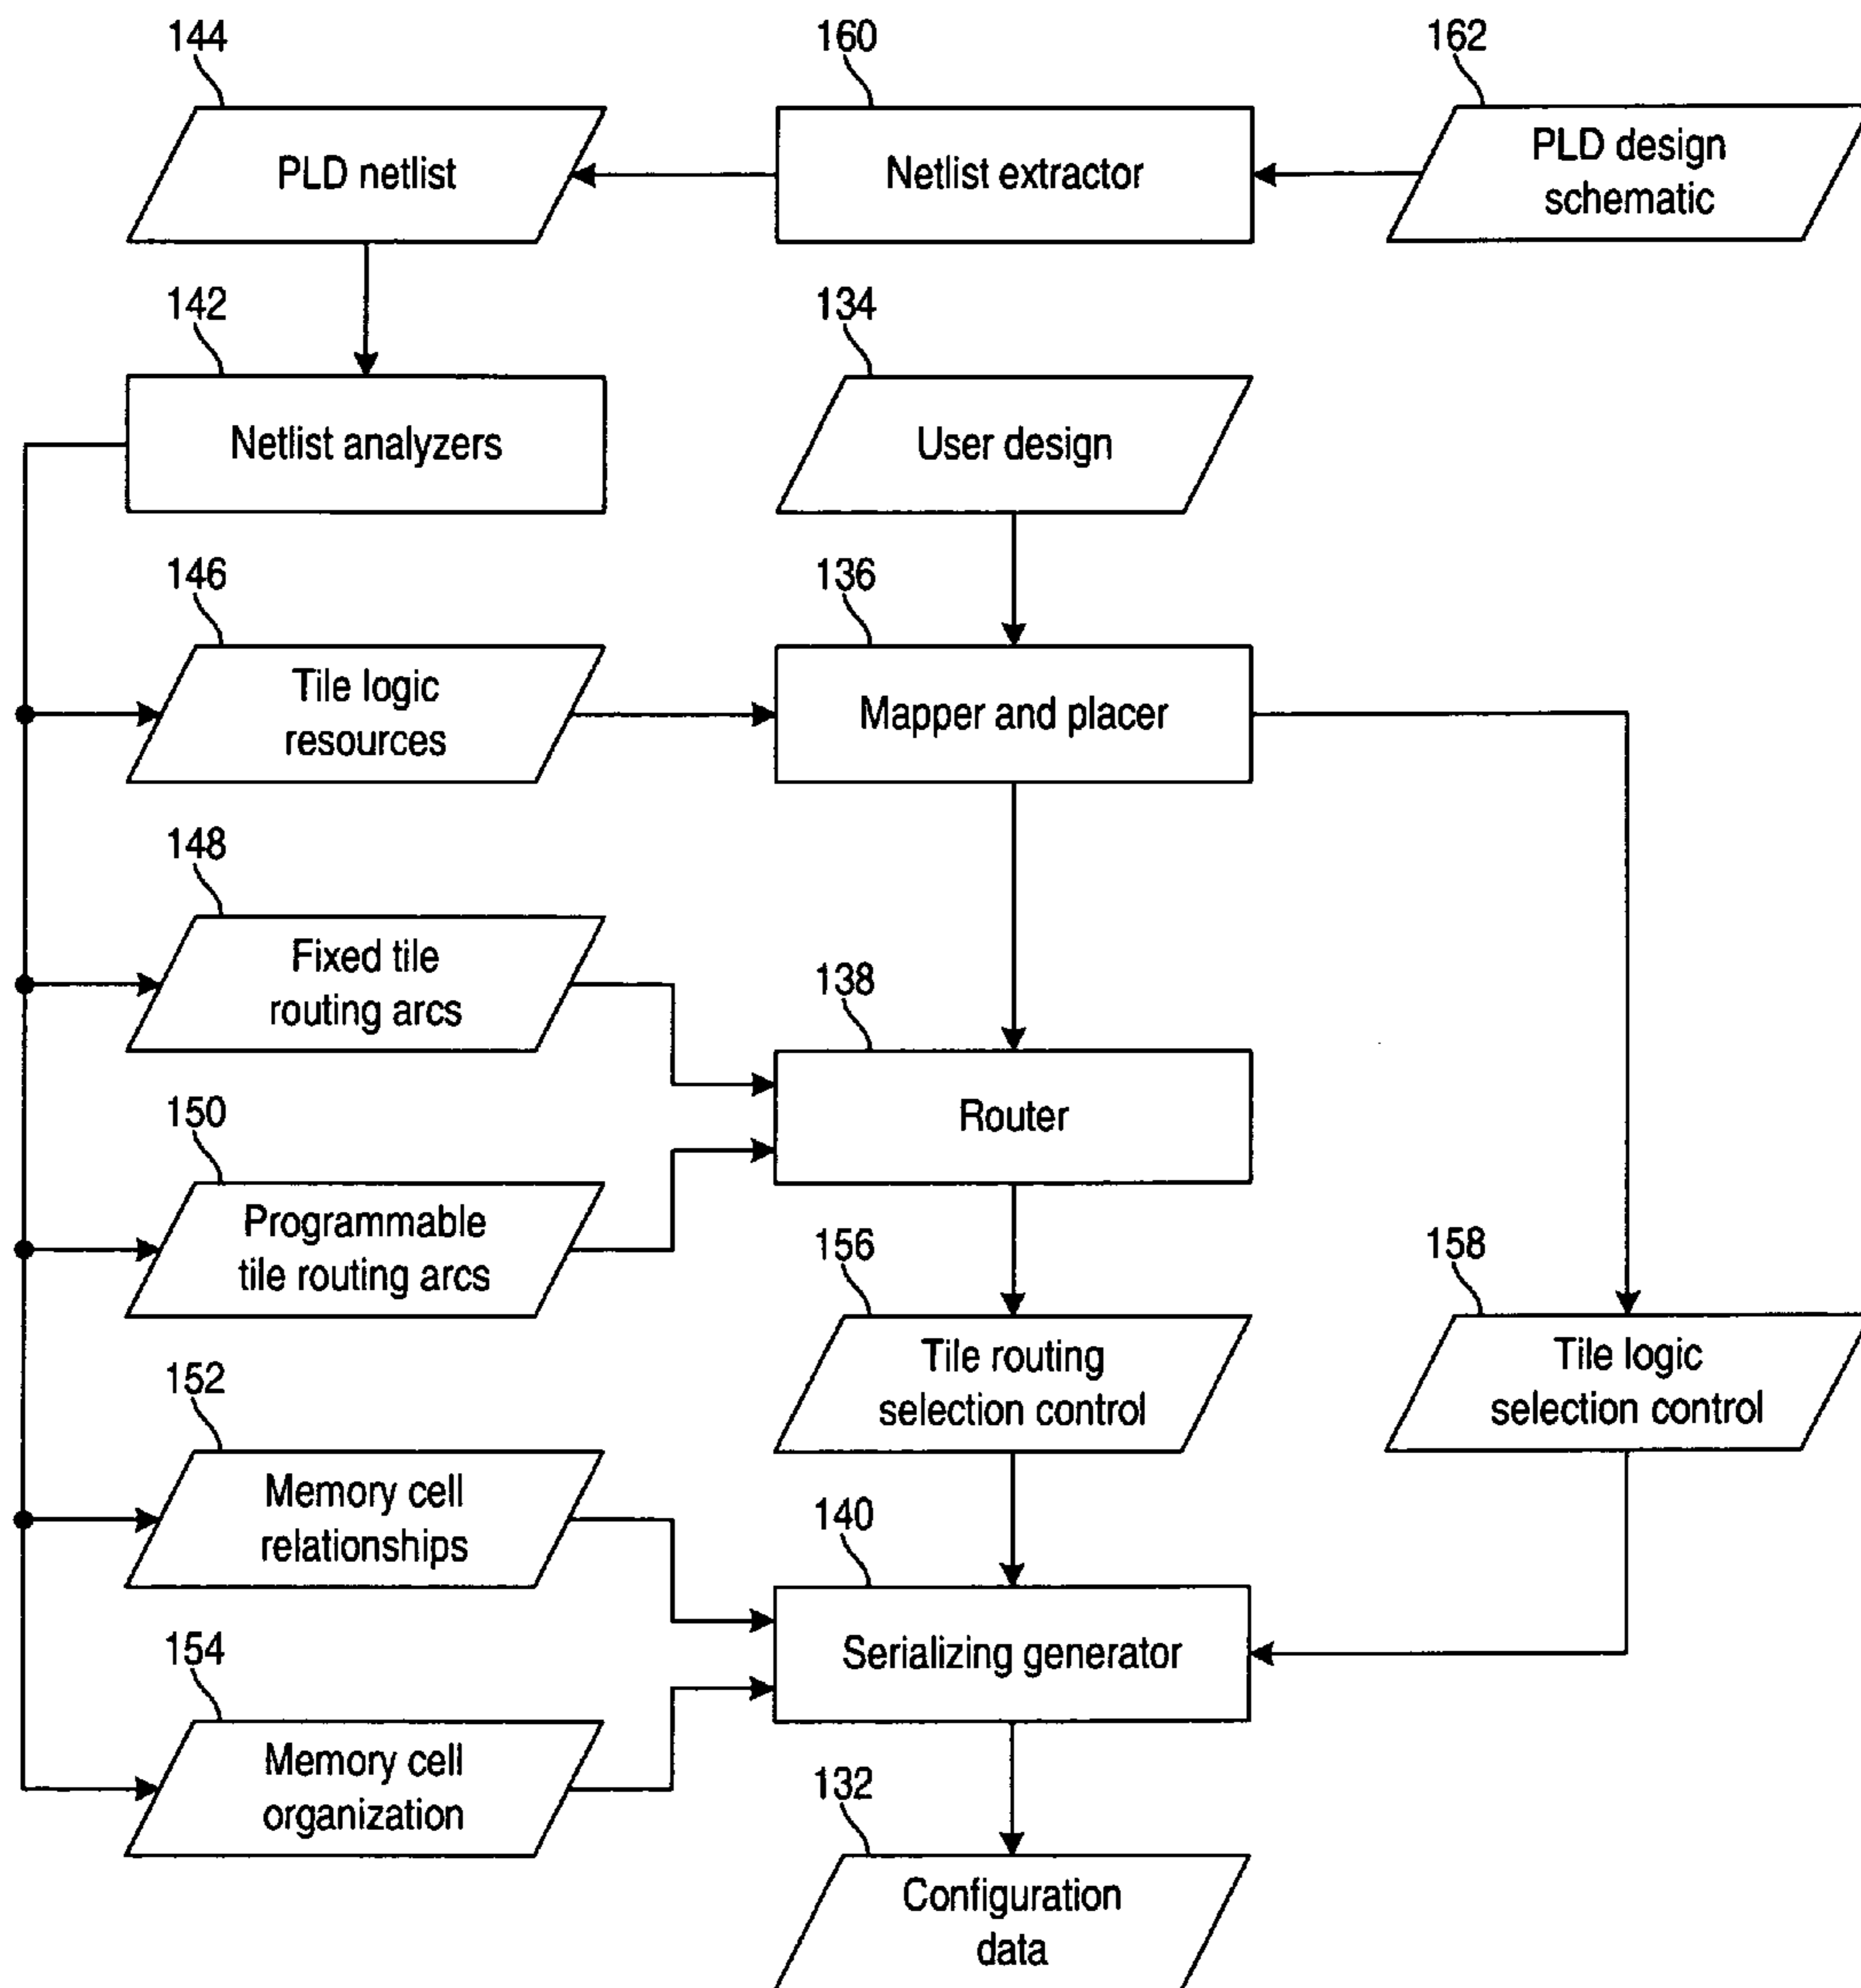 144
160
162
PLD netlist
Netlist extractor
PLD design
schematic
142
134
Netlist analyzers
User design
146
136
Tile logic
resources
Mapper and placer
148
Fixed tile
routing arcs
138
Router
150
Programmable
tile routing arcs
156
158
Tile routing
selection control
Tile logic
selection control
152
Memory cell
relationships
140
Serializing generator
154
Memory cell
organization
132
Configuration
data